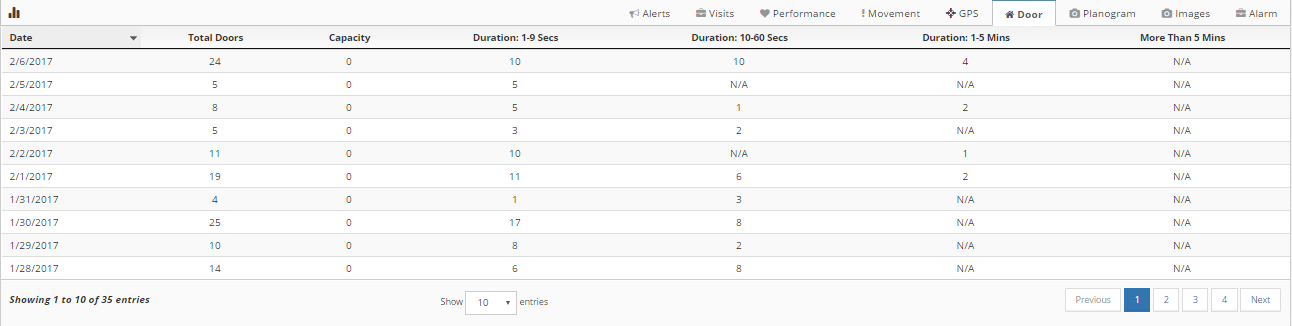 Alerts Visits Performance Movement GPS Door Planogram Images Alarm
Date Total Doors Capacity Duration: 1-9 Secs Duration: 10-60 Secs Duration: 1-5 Mins More Than 5 Mins
2/6/2017 24 0 10 10 4 N/A
2/5/2017 5 0 5 N/A N/A N/A
2/4/2017 8 0 5 1 2 N/A
2/3/2017 5 0 3 2 N/A N/A
2/2/2017 11 0 10 N/A 1 N/A
2/1/2017 19 0 11 6 2 N/A
1/31/2017 4 0 1 3 N/A N/A
1/30/2017 25 0 17 8 N/A N/A
1/29/2017 10 0 8 2 N/A N/A
1/28/2017 14 0 6 8 N/A N/A
Showing 1 to 10 of 35 entries Show 10 entries Previous 1 2 3 4 Next